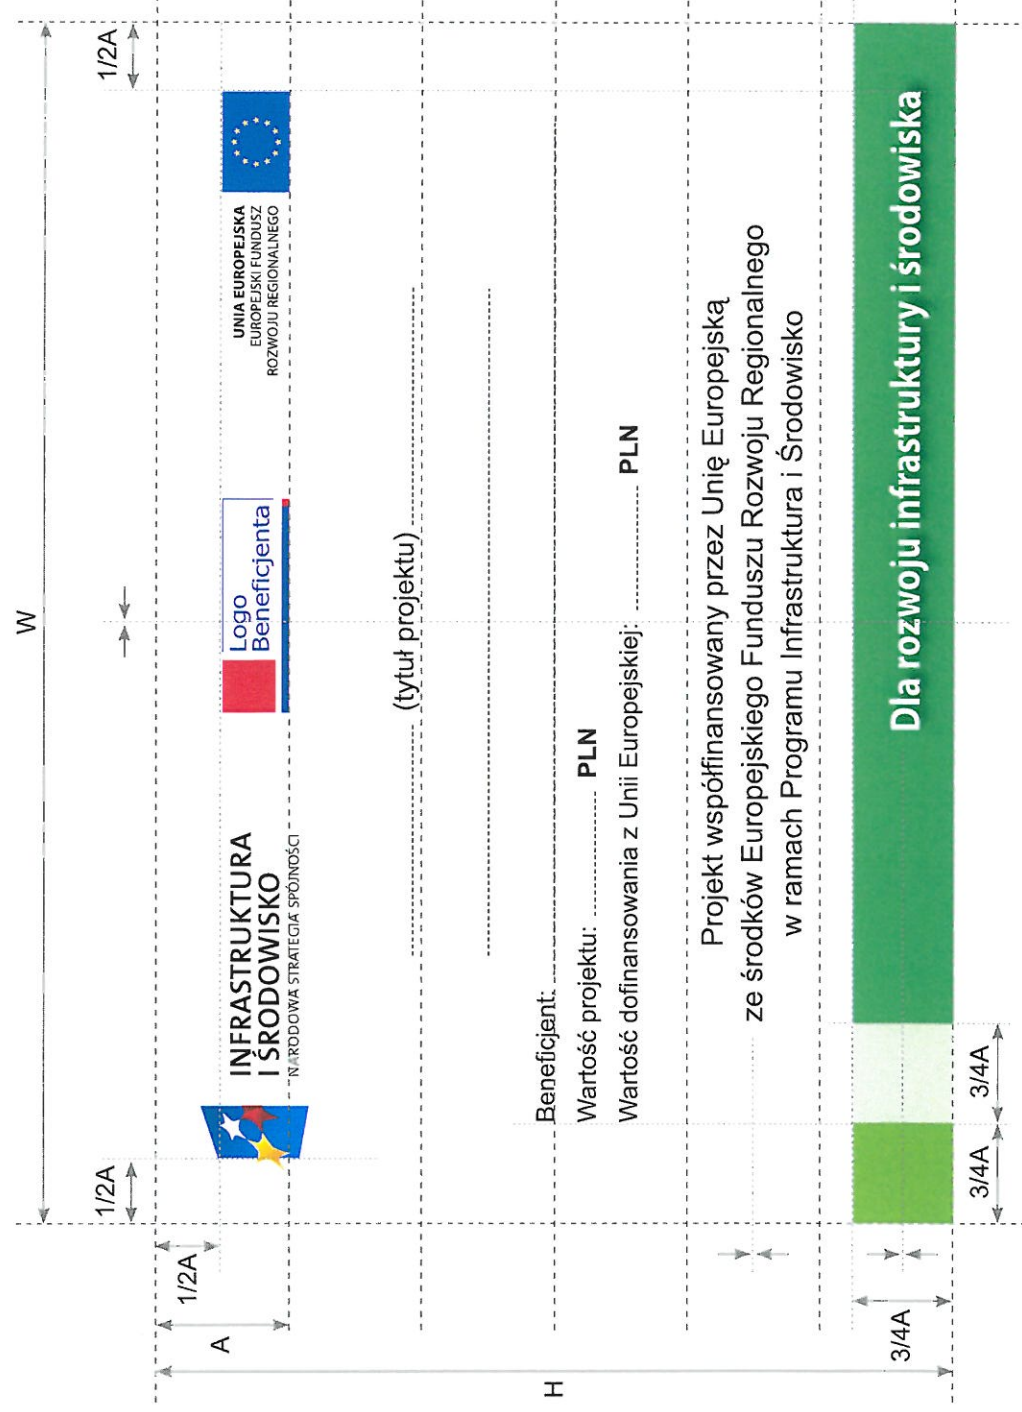 W
1/2A
1/2A
1/2A
A
H
INFRASTRUKTURA
I ŚRODOWISKO
NARODOWA STRATEGIA SPÓJNOŚCI
Logo
Beneficjenta
UNIA EUROPEJSKA
EUROPEJSKI FUNDUSZ
ROZWOJU REGIONALNEGO
(tytuł projektu)
Beneficjent:
Wartość projektu: PLN
Wartość dofinansowania z Unii Europejskiej: PLN
Projekt współfinansowany przez Unię Europejską
ze środków Europejskiego Funduszu Rozwoju Regionalnego
w ramach Programu Infrastruktura i Środowisko
Dla rozwoju infrastruktury i środowiska
3/4A
3/4A
3/4A